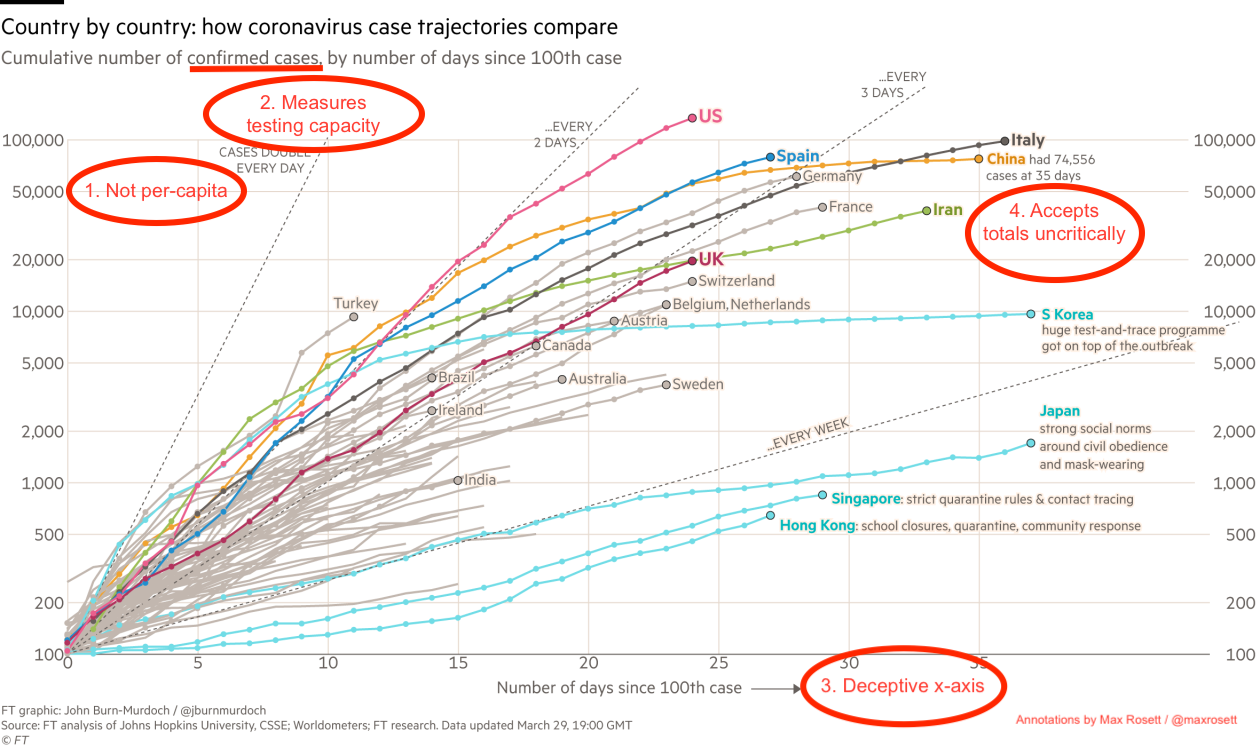 Country by country: how coronavirus case trajectories compare
Cumulative number of confirmed cases, by number of days since 100th case
2. Measures
testing capacity
1. Not per-capita
CASES DOUBLE
EVERY DAY
...EVERY
2 DAYS
...EVERY
3 DAYS
US
Spain
Italy
China had 74,556
cases at 35 days
Germany
France
Iran
4. Accepts
totals uncritically
UK
Switzerland
Turkey
Belgium, Netherlands
Austria
S Korea
huge test-and-trace programme
got on top of the outbreak
Canada
Brazil
Australia
Sweden
Ireland
Japan
strong social norms
around civil obedience
and mask-wearing
...EVERY WEEK
India
Singapore: strict quarantine rules & contact tracing
Hong Kong: school closures, quarantine, community response
100,000
50,000
20,000
10,000
5,000
2,000
1,000
500
200
100
100,000
50,000
20,000
10,000
5,000
2,000
1,000
500
200
100
0 5 10 15 20 25 30 35
Number of days since 100th case
3. Deceptive x-axis
FT graphic: John Burn-Murdoch / @jburnmurdoch
Source: FT analysis of Johns Hopkins University, CSSE; Worldometers; FT research. Data updated March 29, 19:00 GMT
© FT
Annotations by Max Rosett / @maxrosett